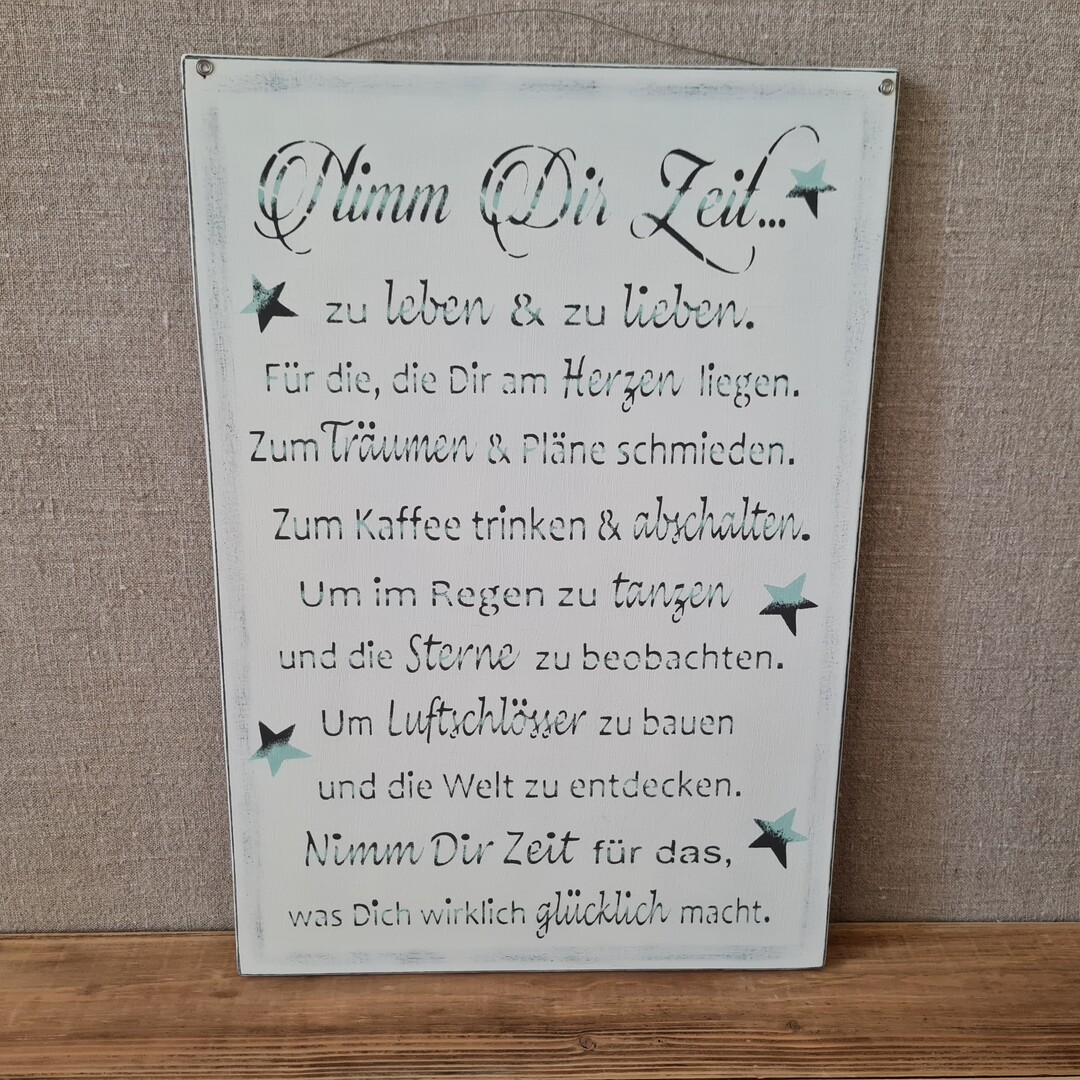 Nimm Dir Zeit...
zu leben & zu lieben.
Für die, die Dir am Herzen liegen.
Zum Träumen & Pläne schmieden.
Zum Kaffee trinken & abschalten.
Um im Regen zu tanzen
und die Sterne zu beobachten.
Um Luftschlösser zu bauen
und die Welt zu entdecken.
Nimm Dir Zeit für das,
was Dich wirklich glücklich macht.